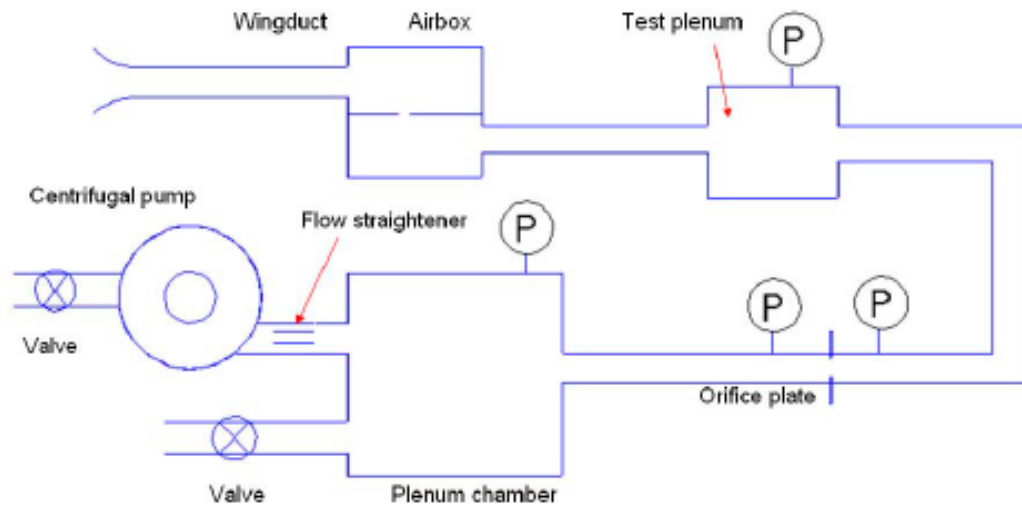 Wingduct
Airbox
Test plenum
P
Centrifugal pump
Flow straightener
P
P
P
Valve
Orifice plate
Valve
Plenum chamber